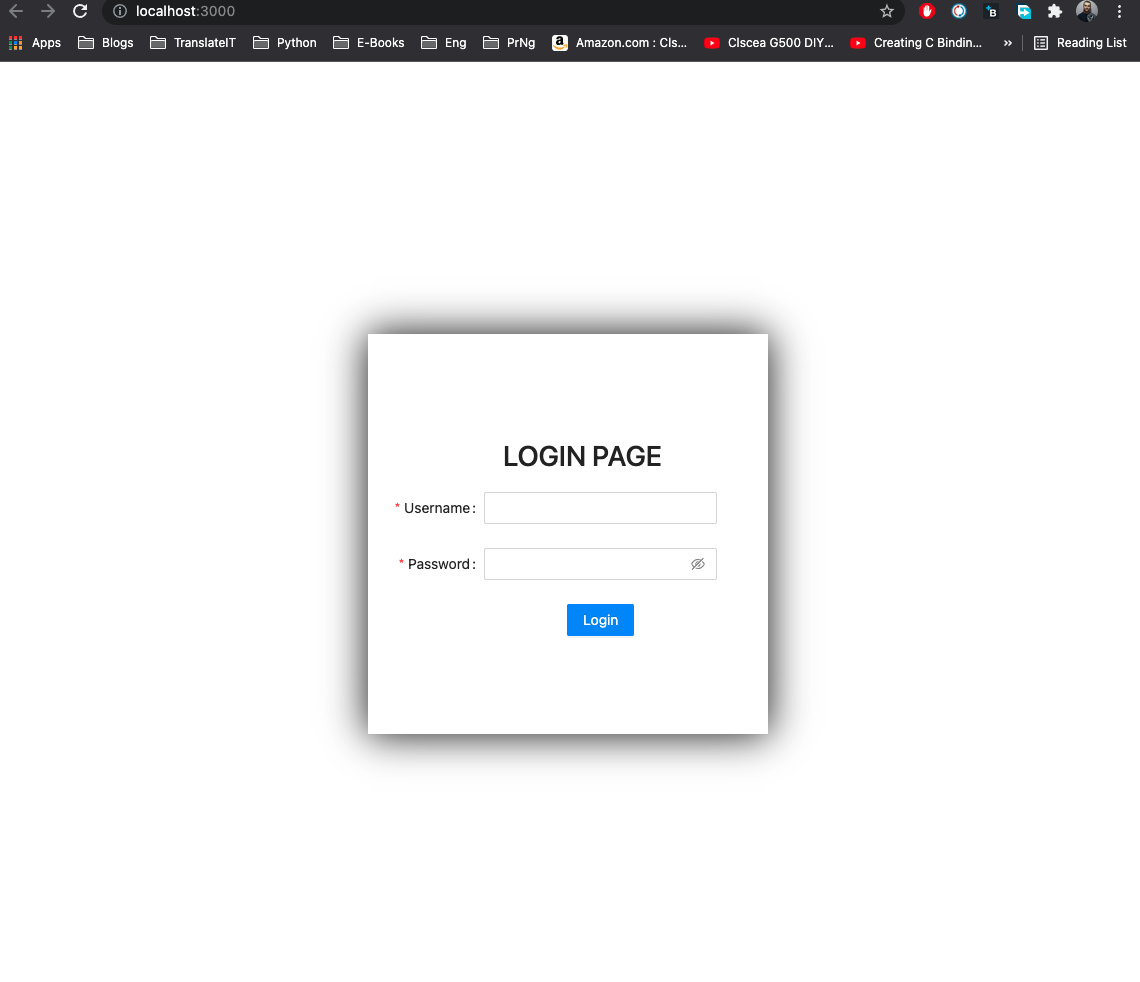 localhost:3000
Apps Blogs TranslateIT Python E-Books Eng PrNg Amazon.com : Cls... Clscea G500 DIY... Creating C Bindin... » Reading List
LOGIN PAGE
* Username :
* Password :
Login